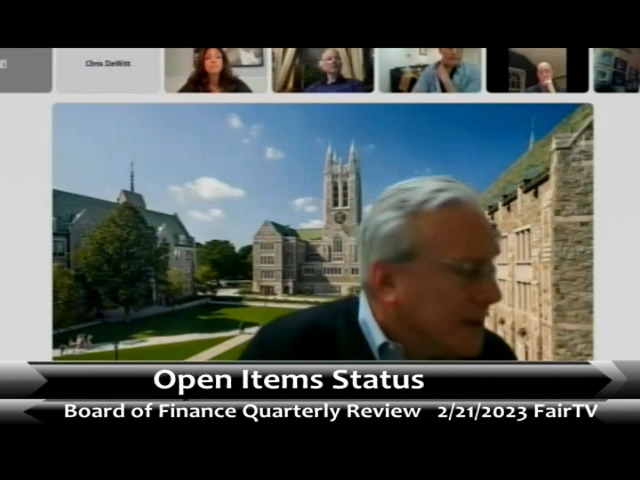 Chris DeWitt
Open Items Status
Board of Finance Quarterly Review 2/21/2023 FairTV